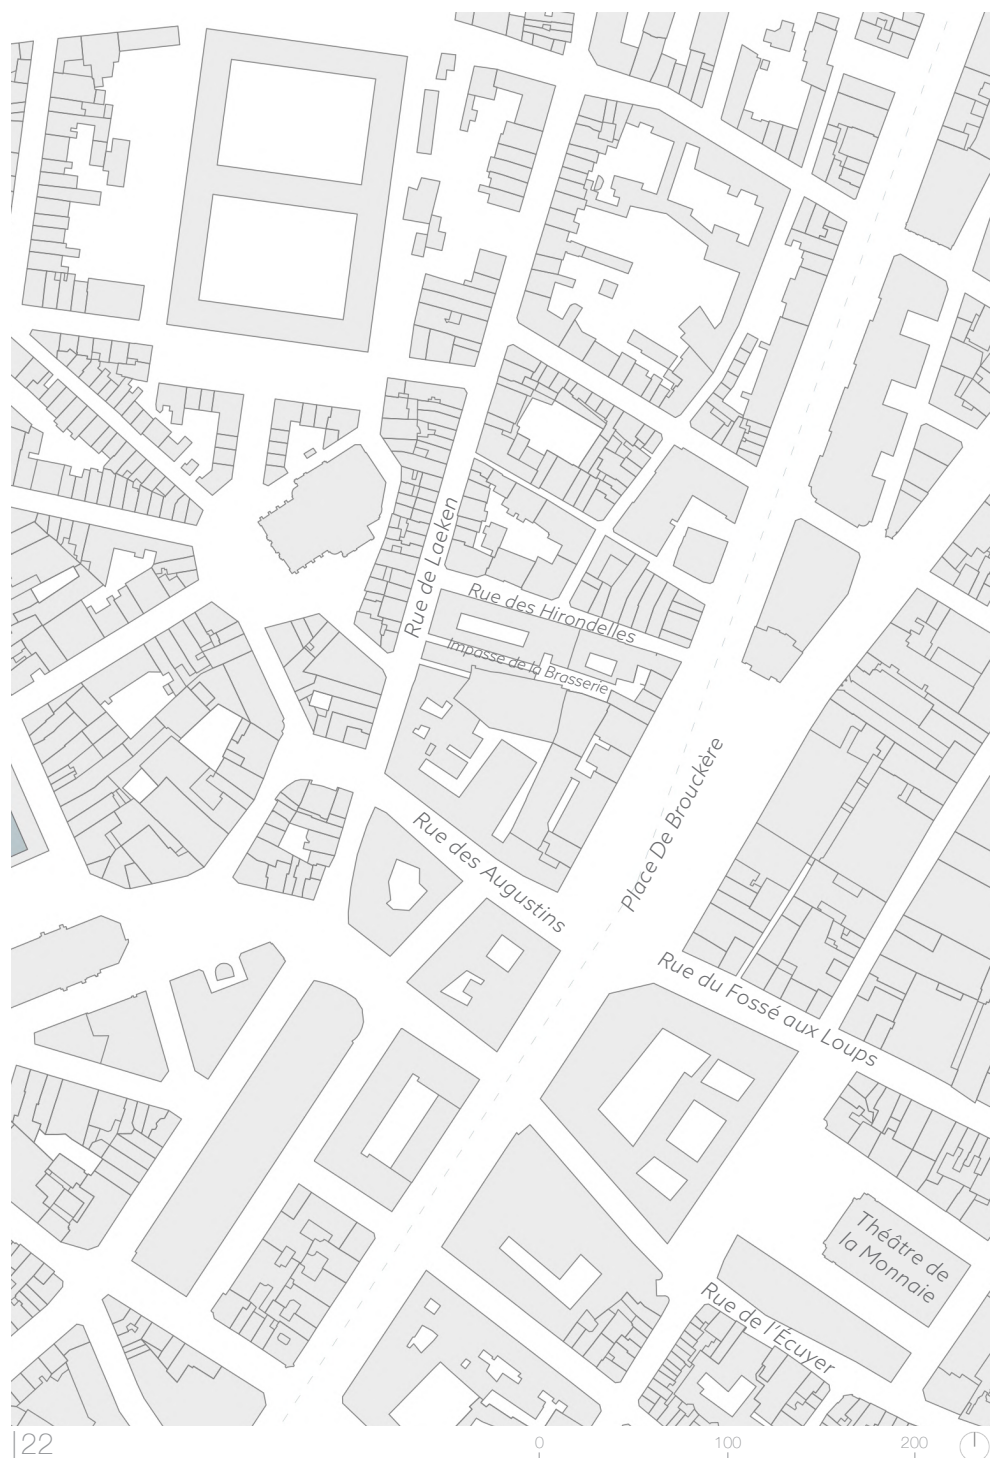 Rue de Laeken
Rue des Hirondelles
Impasse de la Brasserie
Place De Brouckère
Rue des Augustins
Rue du Fossé aux Loups
Théâtre de
la Monnaie
Rue de l'Écuyer
|22
0
100
200